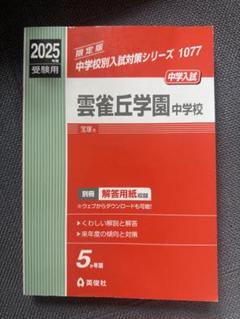 2025年度
受験用
限定版
中学校別入試対策シリーズ 1077
中学入試
雲雀丘学園中学校
宝塚市
別冊 解答用紙収録
※ウェブからダウンロードも可能!
くわしい解説と解答
来年度の傾向と対策
5ヵ年版
英俊社